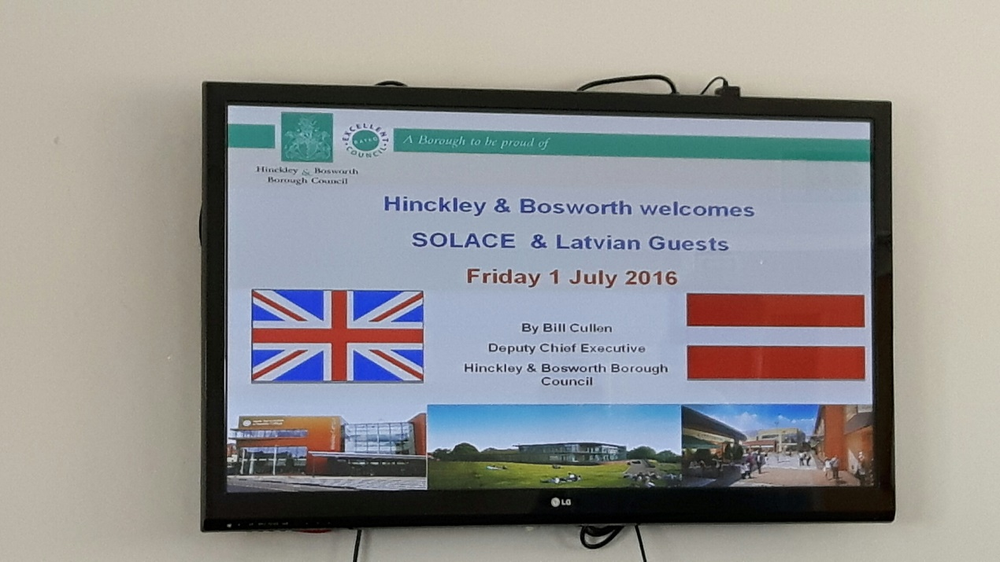 EXCELLENT
RATED
COUNCIL
A Borough to be proud of
Hinckley & Bosworth
Borough Council
Hinckley & Bosworth welcomes
SOLACE & Latvian Guests
Friday 1 July 2016
By Bill Cullen
Deputy Chief Executive
Hinckley & Bosworth Borough
Council
LG